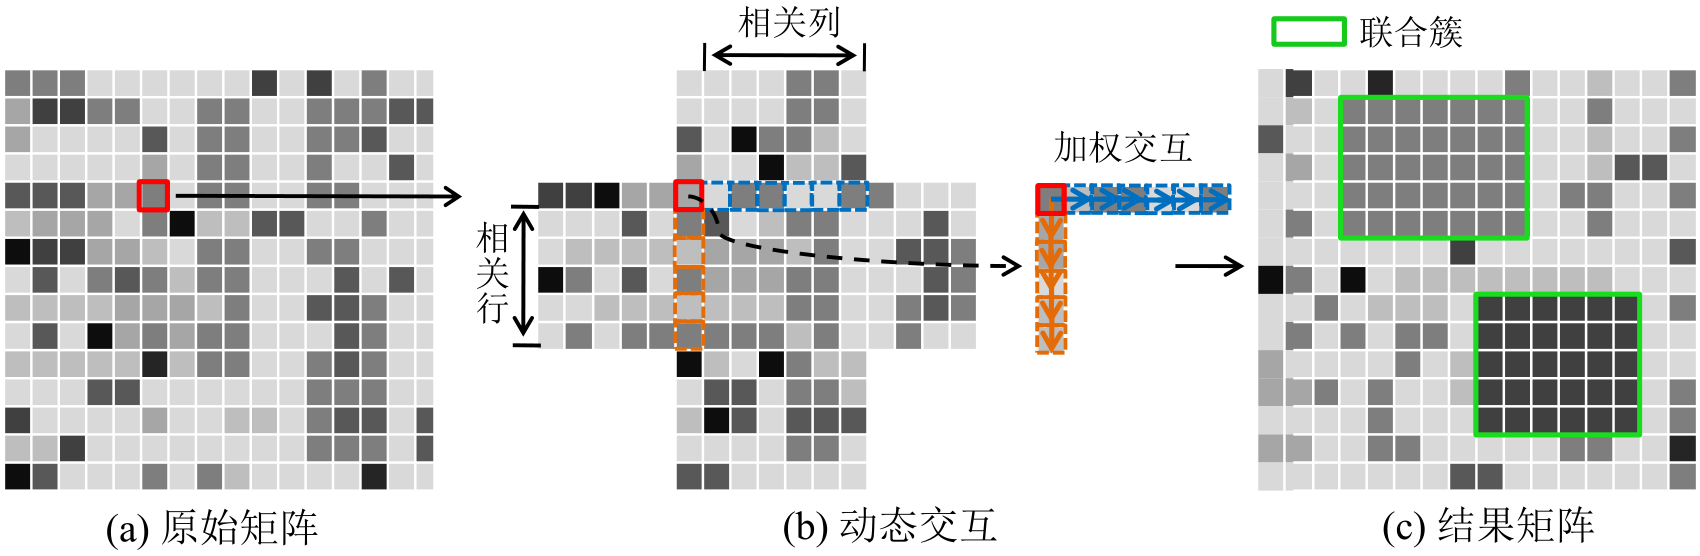 相关列
联合簇
加权交互
相关行
(a) 原始矩阵
(b) 动态交互
(c) 结果矩阵